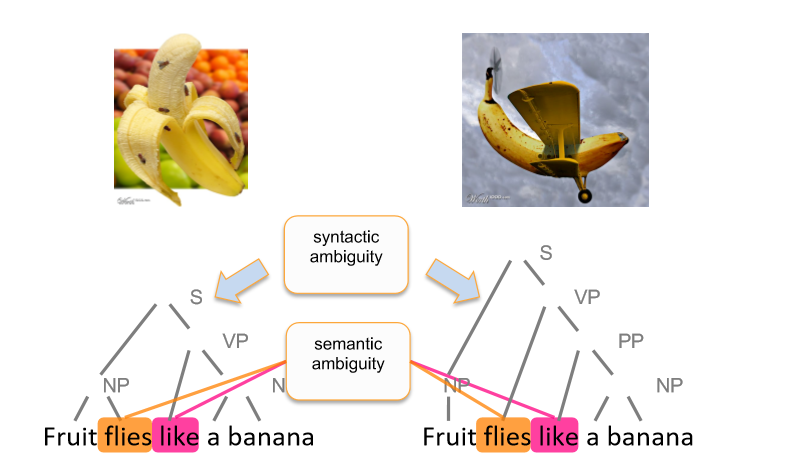 syntactic
ambiguity
S
S
VP
semantic
ambiguity
VP
PP
NP
N
NP
NP
Fruit flies like a banana
Fruit flies like a banana